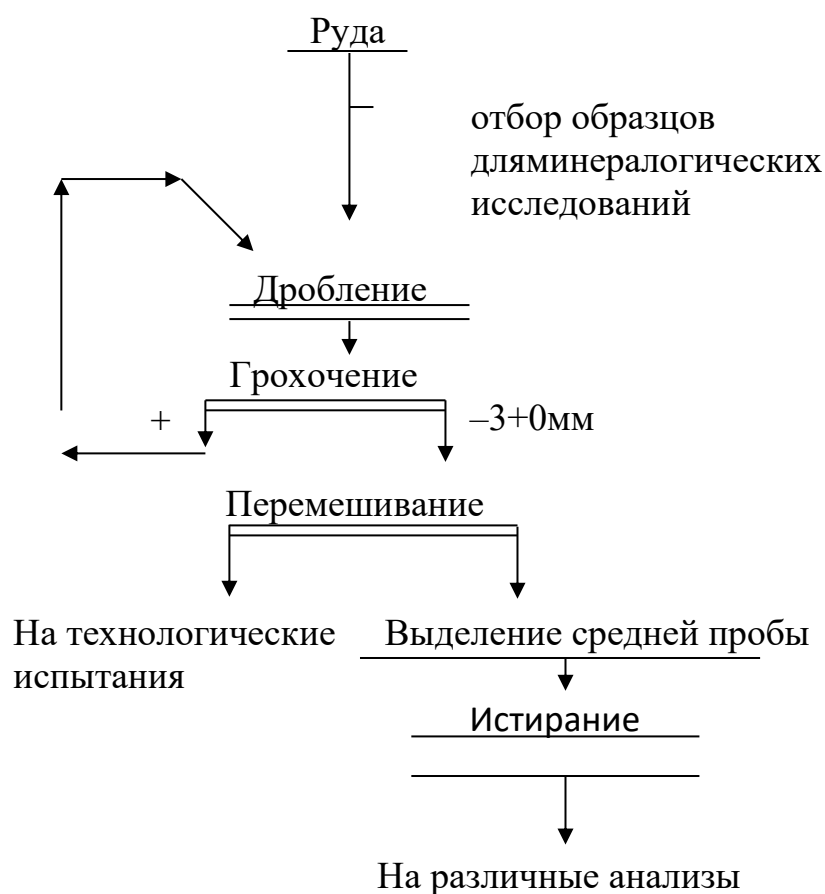 Руда
отбор образцов
дляминералогических
исследований
Дробление
Грохочение
+
–3+0мм
Перемешивание
На технологические
испытания
Выделение средней пробы
Истирание
На различные анализы